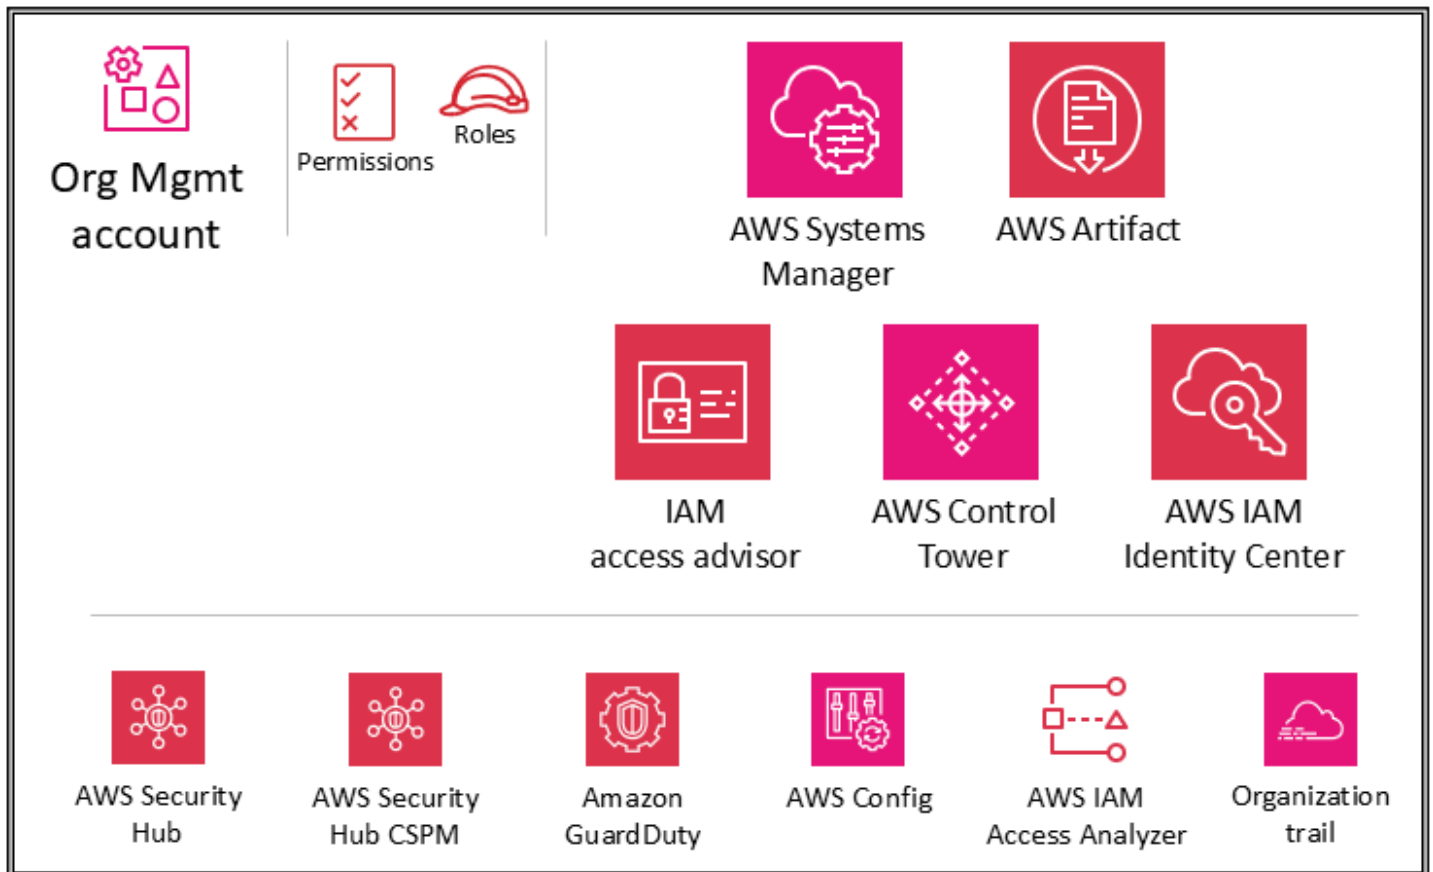 Org Mgmt
account
Permissions
Roles
AWS Systems
Manager
AWS Artifact
IAM
access advisor
AWS Control
Tower
AWS IAM
Identity Center
AWS Security
Hub
AWS Security
Hub CSPM
Amazon
GuardDuty
AWS Config
AWS IAM
Access Analyzer
Organization
trail